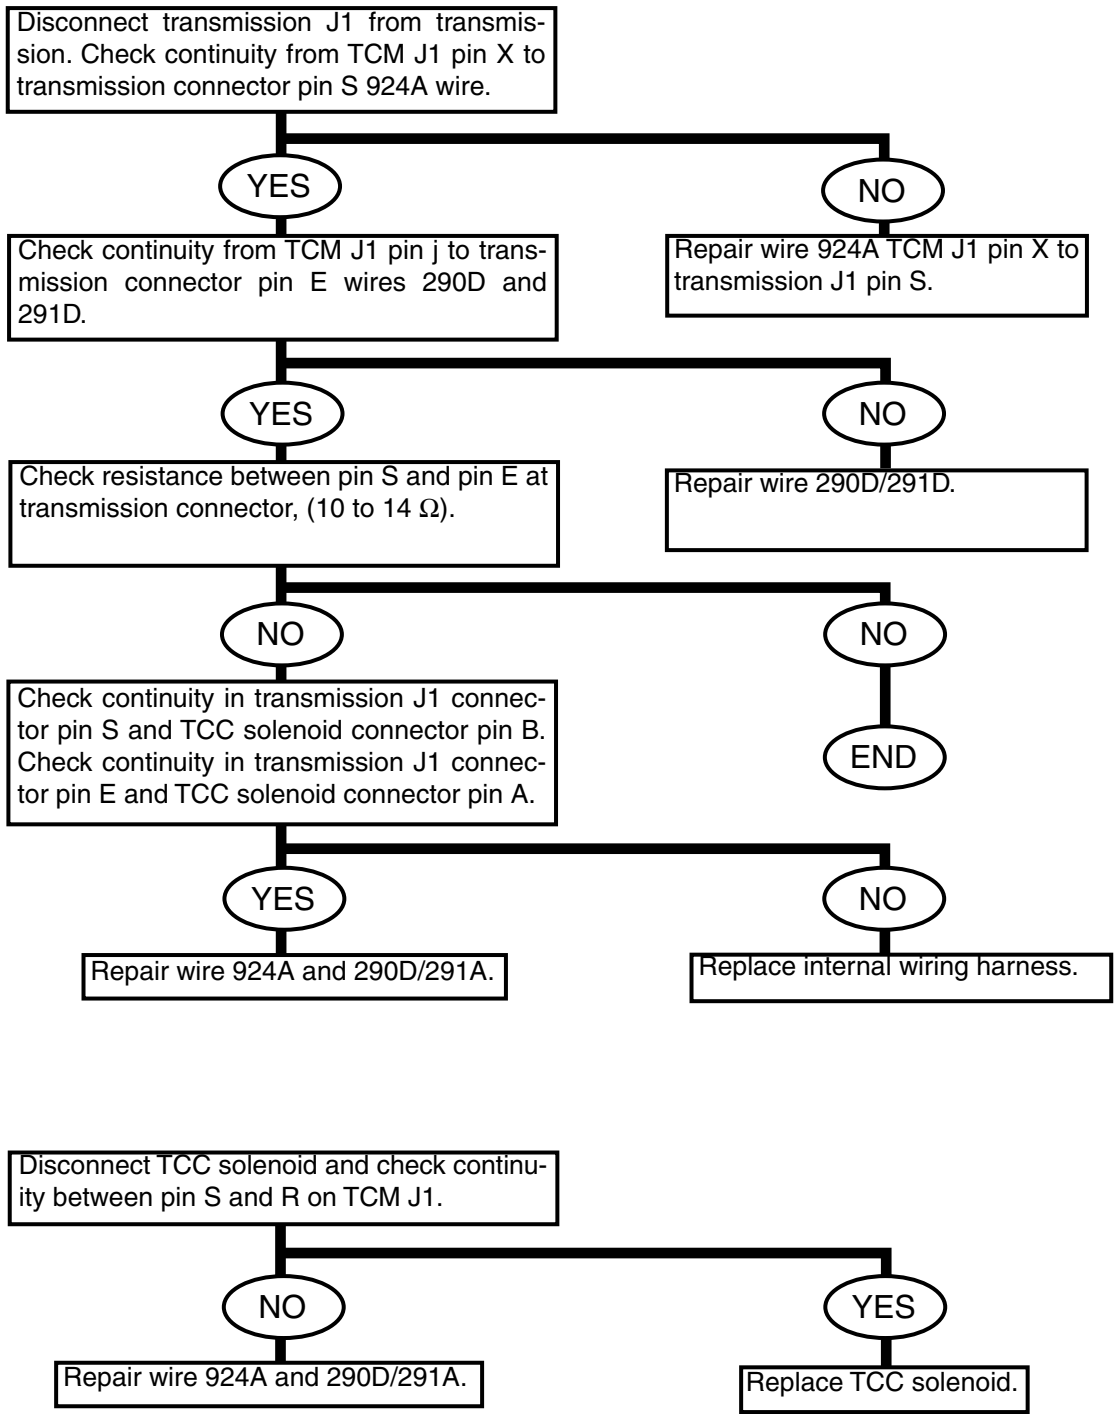 Disconnect transmission J1 from transmis-
sion. Check continuity from TCM J1 pin X to
transmission connector pin S 924A wire.
YES
NO
Check continuity from TCM J1 pin j to trans-
mission connector pin E wires 290D and
291D.
Repair wire 924A TCM J1 pin X to
transmission J1 pin S.
YES
NO
Check resistance between pin S and pin E at
transmission connector, (10 to 14 Ω).
Repair wire 290D/291D.
NO
NO
Check continuity in transmission J1 connec-
tor pin S and TCC solenoid connector pin B.
Check continuity in transmission J1 connec-
tor pin E and TCC solenoid connector pin A.
END
YES
NO
Repair wire 924A and 290D/291A.
Replace internal wiring harness.
Disconnect TCC solenoid and check continu-
ity between pin S and R on TCM J1.
NO
YES
Repair wire 924A and 290D/291A.
Replace TCC solenoid.